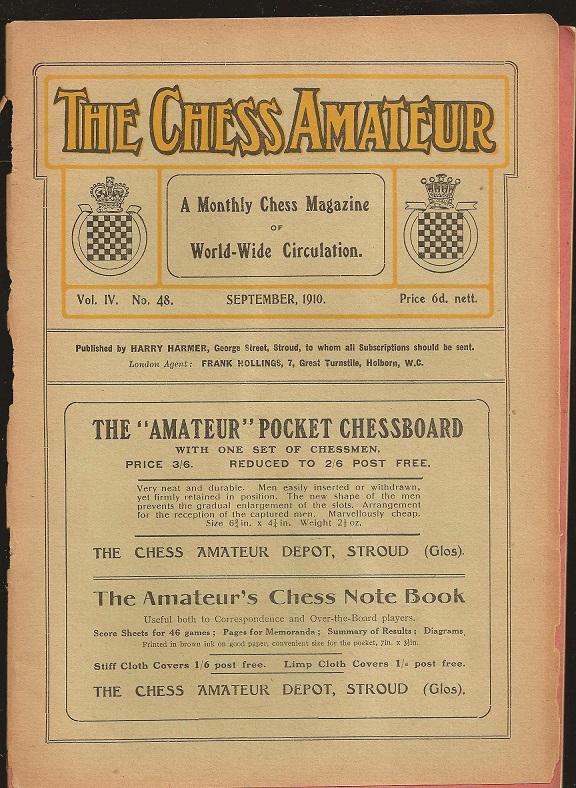 THE CHESS AMATEUR
A Monthly Chess Magazine
OF
World-Wide Circulation.
Vol. IV. No. 48. SEPTEMBER, 1910. Price 6d. nett.
Published by HARRY HARMER, George Street, Stroud, to whom all Subscriptions should be sent.
London Agent: FRANK HOLLINGS, 7, Great Turnstile, Holborn, W.C.
THE "AMATEUR" POCKET CHESSBOARD
WITH ONE SET OF CHESSMEN.
PRICE 3/6. REDUCED TO 2/6 POST FREE.
Very neat and durable. Men easily inserted or withdrawn,
yet firmly retained in position. The new shape of the men
prevents the gradual enlargement of the slots. Arrangement
for the reception of the captured men. Marvellously cheap.
Size in. x in. Weight oz.
THE CHESS AMATEUR DEPOT, STROUD (Glos).
The Amateur's Chess Note Book
Useful both to Correspondence and Over-the-Board players.
Score Sheets for 46 games; Pages for Memoranda; Summary of Results; Diagrams,
Printed in brown ink on good paper, convenient size for the pocket, 7in. x in.
Stiff Cloth Covers 1/6 post free. Limp Cloth Covers 1/- post free.
THE CHESS AMATEUR DEPOT, STROUD (Glos).